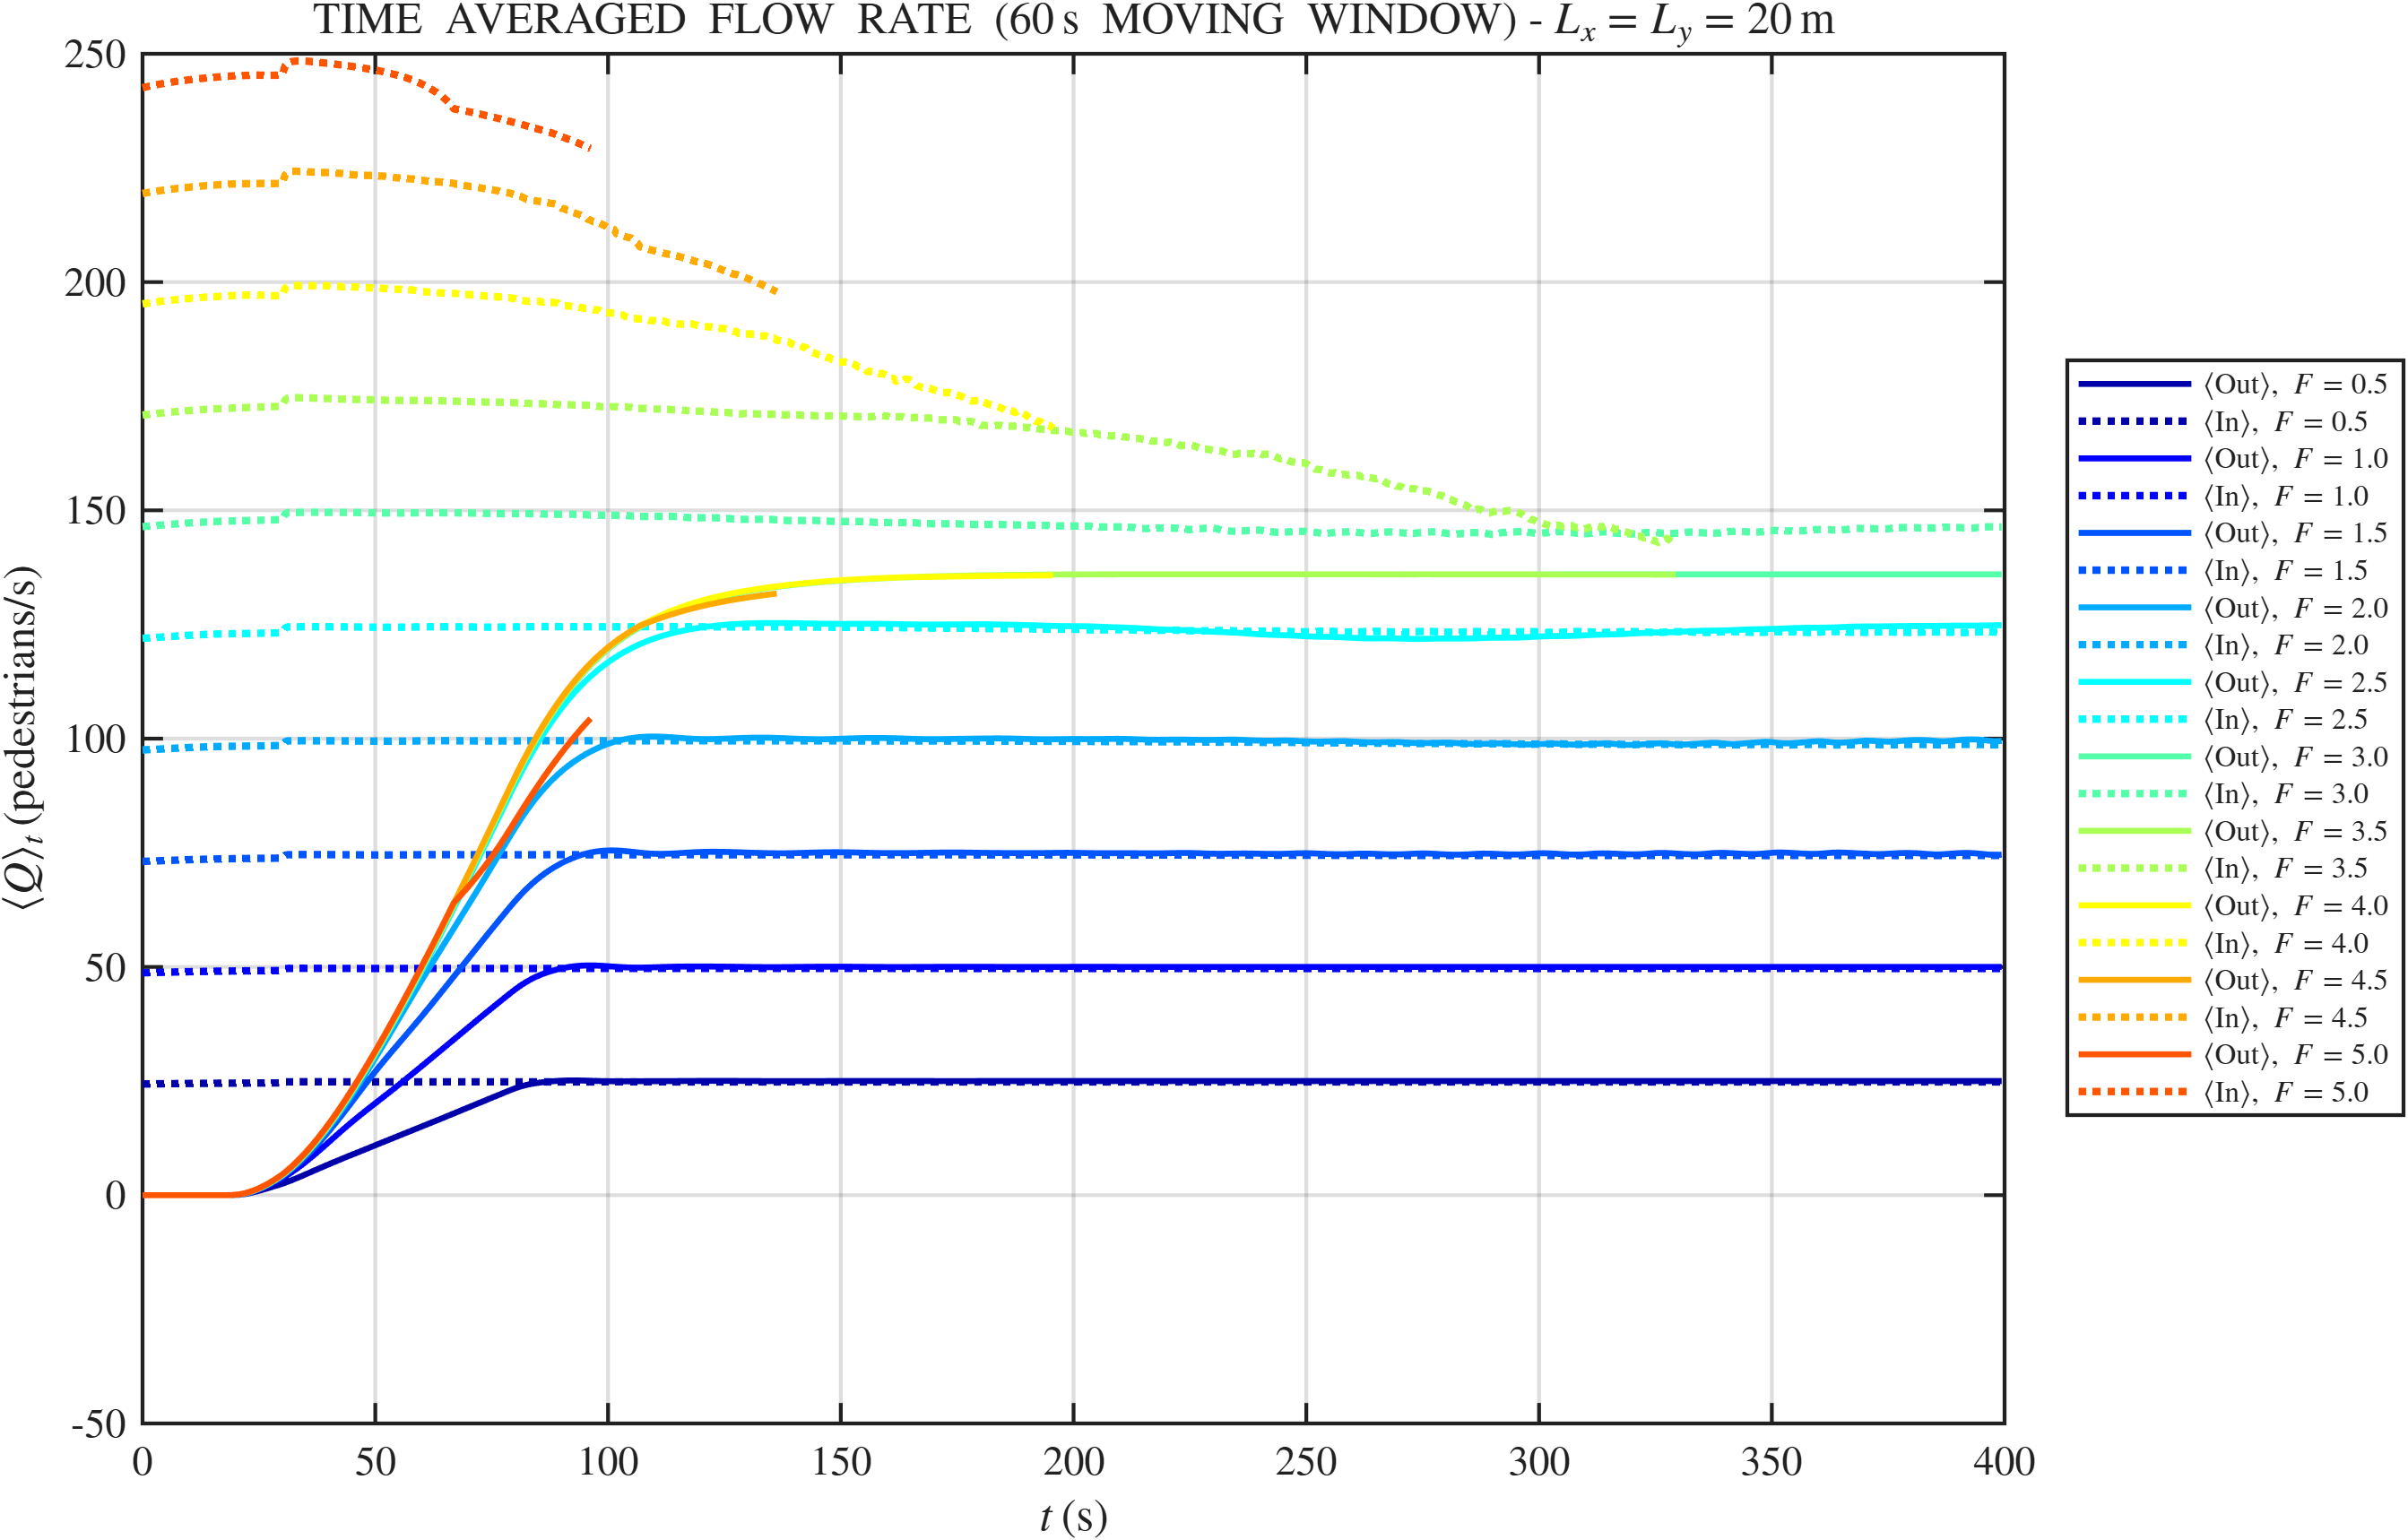 TIME AVERAGED FLOW RATE (60 s MOVING WINDOW) - Lx = Ly = 20 m
250
200
150
100
50
0
-50
⟨Q⟩t (pedestrians/s)
0 50 100 150 200 250 300 350 400
t (s)
⟨Out⟩, F = 0.5
⟨In⟩, F = 0.5
⟨Out⟩, F = 1.0
⟨In⟩, F = 1.0
⟨Out⟩, F = 1.5
⟨In⟩, F = 1.5
⟨Out⟩, F = 2.0
⟨In⟩, F = 2.0
⟨Out⟩, F = 2.5
⟨In⟩, F = 2.5
⟨Out⟩, F = 3.0
⟨In⟩, F = 3.0
⟨Out⟩, F = 3.5
⟨In⟩, F = 3.5
⟨Out⟩, F = 4.0
⟨In⟩, F = 4.0
⟨Out⟩, F = 4.5
⟨In⟩, F = 4.5
⟨Out⟩, F = 5.0
⟨In⟩, F = 5.0